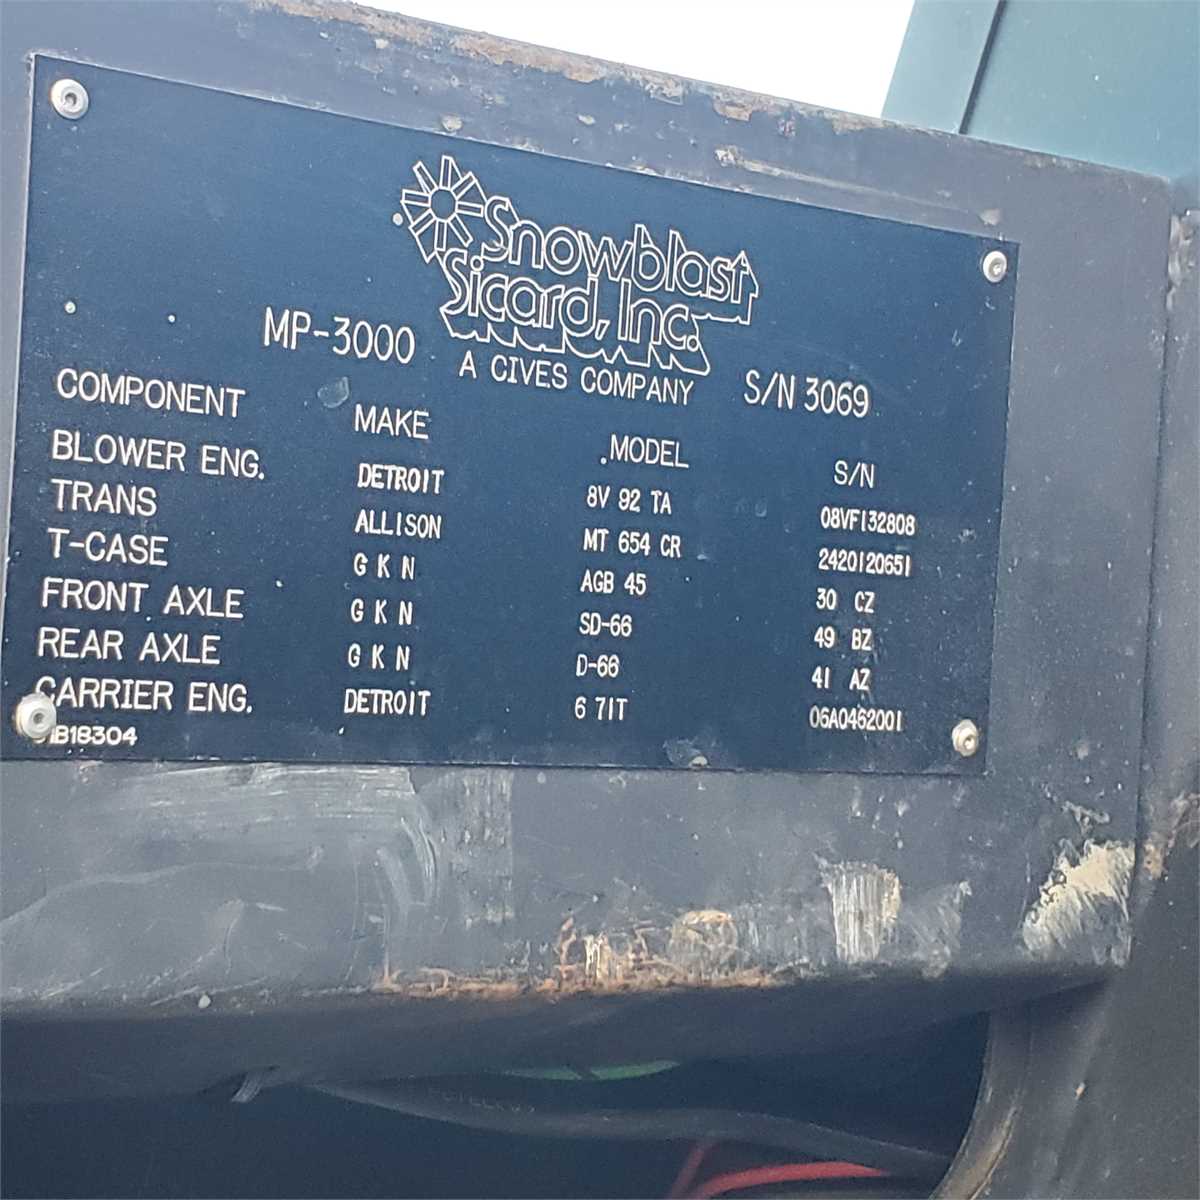 Snowblast
Sicard, Inc.
A CIVES COMPANY
MP-3000 S/N 3069
COMPONENT MAKE MODEL S/N
BLOWER ENG. DETROIT 8V 92 TA 08VF132808
TRANS ALLISON MT 654 CR 2420120651
T-CASE G K N AGB 45 30 CZ
FRONT AXLE G K N SD-66 49 BZ
REAR AXLE G K N D-66 41 AZ
CARRIER ENG. DETROIT 6 71T 06A0462001